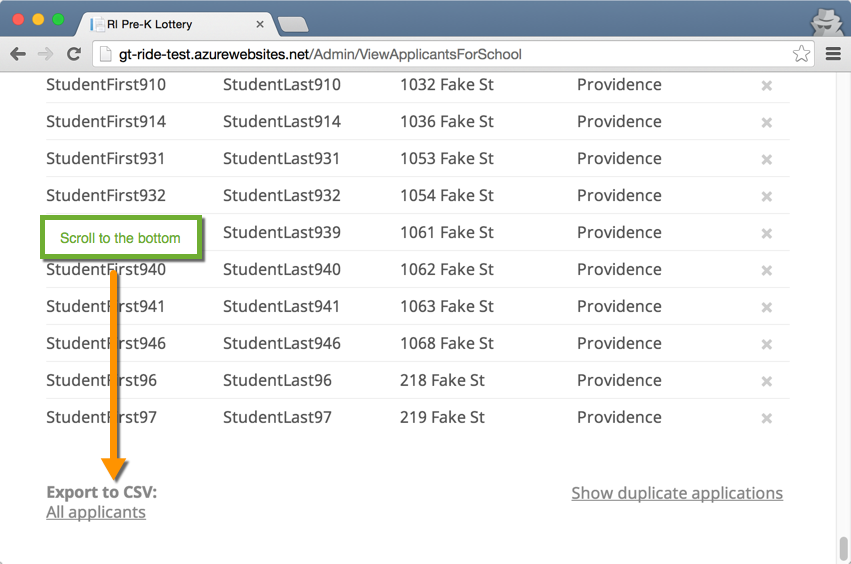 RI Pre-K Lottery
gt-ride-test.azurewebsites.net/Admin/ViewApplicantsForSchool
StudentFirst910 StudentLast910 1032 Fake St Providence
StudentFirst914 StudentLast914 1036 Fake St Providence
StudentFirst931 StudentLast931 1053 Fake St Providence
StudentFirst932 StudentLast932 1054 Fake St Providence
Scroll to the bottom StudentLast939 1061 Fake St Providence
StudentFirst940 StudentLast940 1062 Fake St Providence
StudentFirst941 StudentLast941 1063 Fake St Providence
StudentFirst946 StudentLast946 1068 Fake St Providence
StudentFirst96 StudentLast96 218 Fake St Providence
StudentFirst97 StudentLast97 219 Fake St Providence
Export to CSV: Show duplicate applications
All applicants